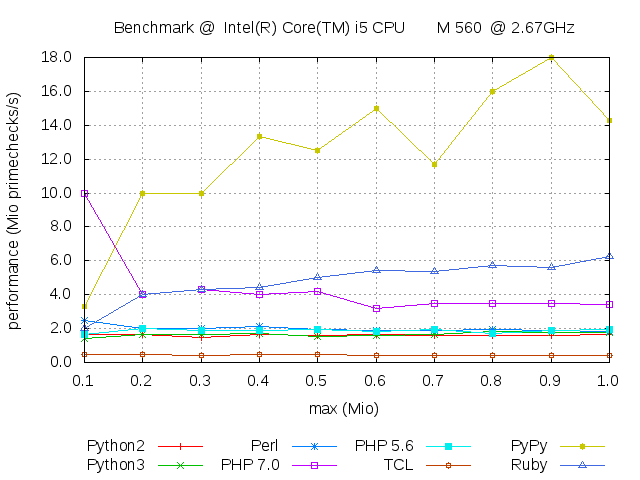 Benchmark @ Intel(R) Core(TM) i5 CPU M 560 @ 2.67GHz
performance (Mio primechecks/s)
18.0
16.0
14.0
12.0
10.0
8.0
6.0
4.0
2.0
0.0
0.1 0.2 0.3 0.4 0.5 0.6 0.7 0.8 0.9 1.0
max (Mio)
Python2 Perl PHP 5.6 PyPy
Python3 PHP 7.0 TCL Ruby